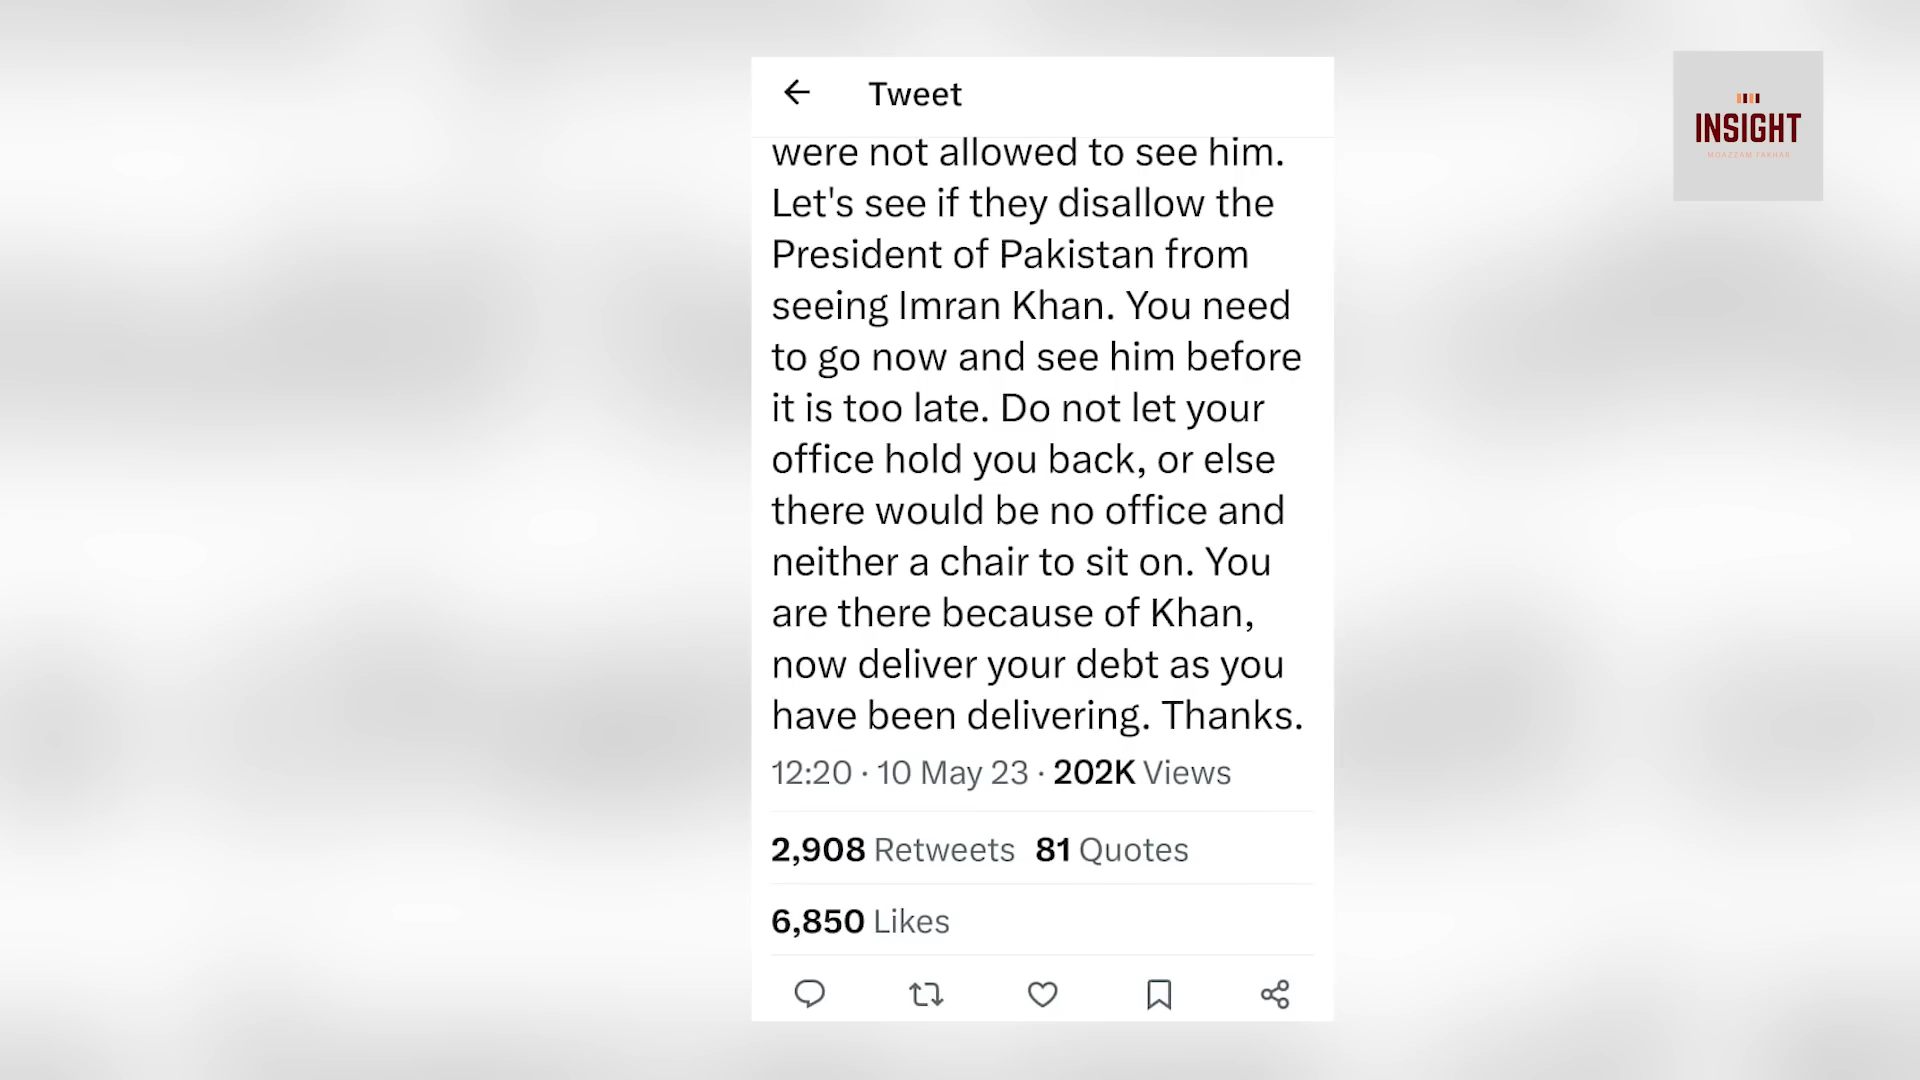 Tweet
were not allowed to see him.
Let's see if they disallow the
President of Pakistan from
seeing Imran Khan. You need
to go now and see him before
it is too late. Do not let your
office hold you back, or else
there would be no office and
neither a chair to sit on. You
are there because of Khan,
now deliver your debt as you
have been delivering. Thanks.
12:20 · 10 May 23 · 202K Views
2,908 Retweets 81 Quotes
6,850 Likes
INSIGHT
MOAZZAM FAKHAR